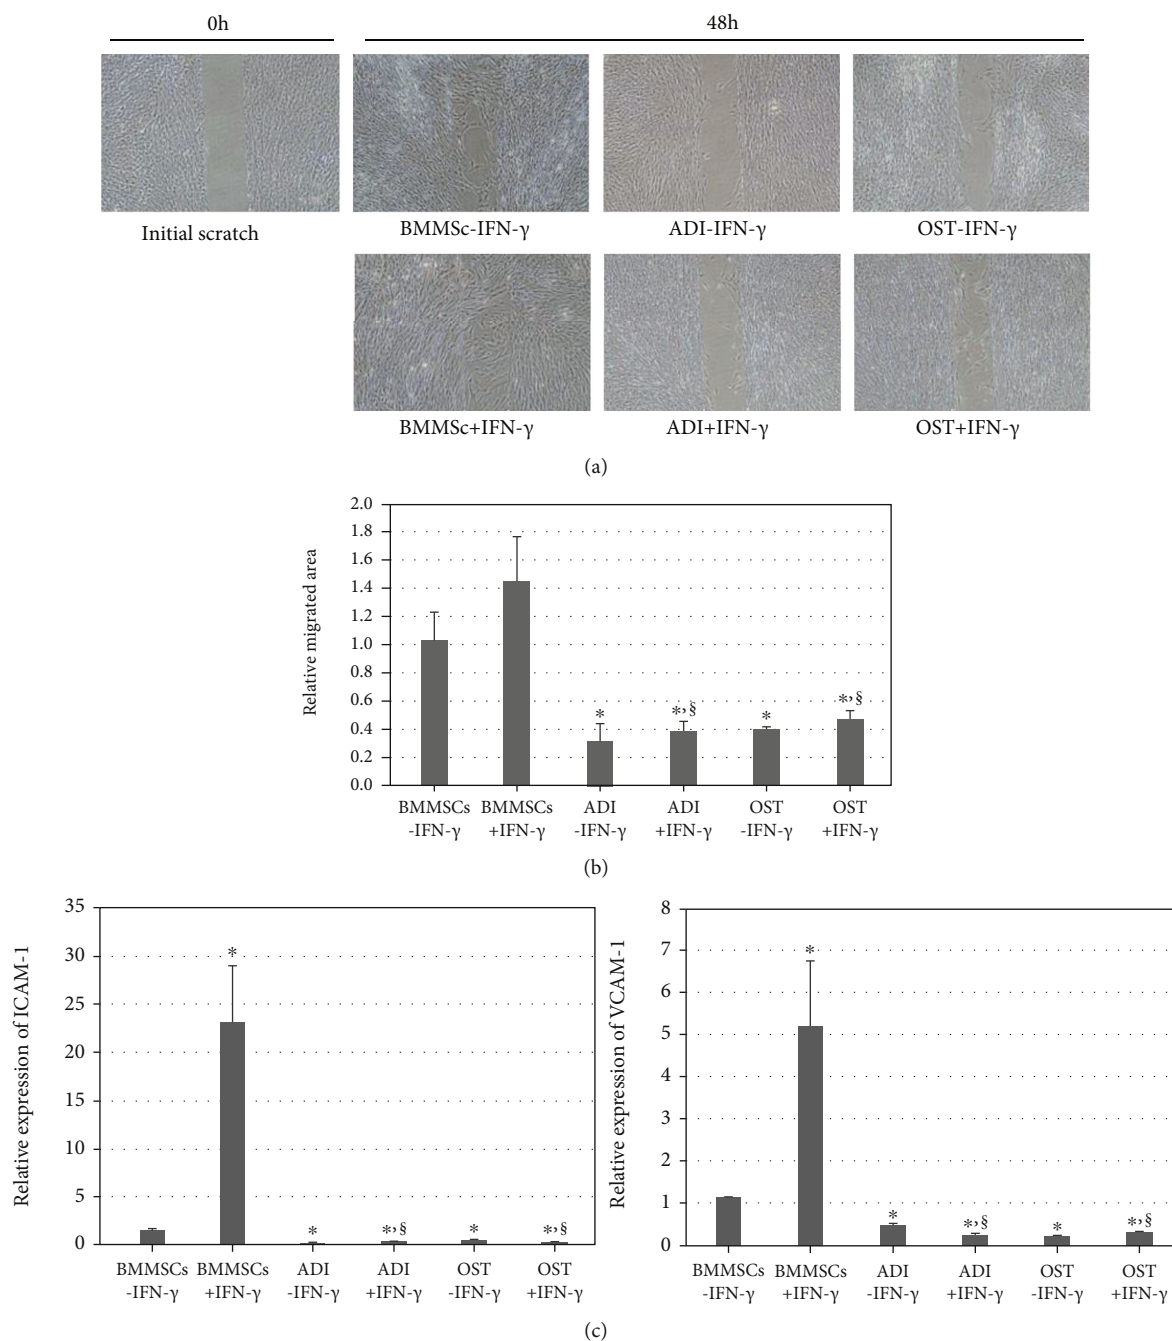 0h
48h
Initial scratch
BMMSc-IFN-γ
ADI-IFN-γ
OST-IFN-γ
BMMSc+IFN-γ
ADI+IFN-γ
OST+IFN-γ
(a)
Relative migrated area
2.0
1.8
1.6
1.4
1.2
1.0
0.8
0.6
0.4
0.2
0.0
*
*,§
*
*,§
BMMSCs
-IFN-γ
BMMSCs
+IFN-γ
ADI
-IFN-γ
ADI
+IFN-γ
OST
-IFN-γ
OST
+IFN-γ
(b)
Relative expression of ICAM-1
35
30
25
20
15
10
5
0
*
*
*,§
*
*,§
BMMSCs
-IFN-γ
BMMSCs
+IFN-γ
ADI
-IFN-γ
ADI
+IFN-γ
OST
-IFN-γ
OST
+IFN-γ
Relative expression of VCAM-1
8
7
6
5
4
3
2
1
0
*
*
*,§
*
*,§
BMMSCs
-IFN-γ
BMMSCs
+IFN-γ
ADI
-IFN-γ
ADI
+IFN-γ
OST
-IFN-γ
OST
+IFN-γ
(c)